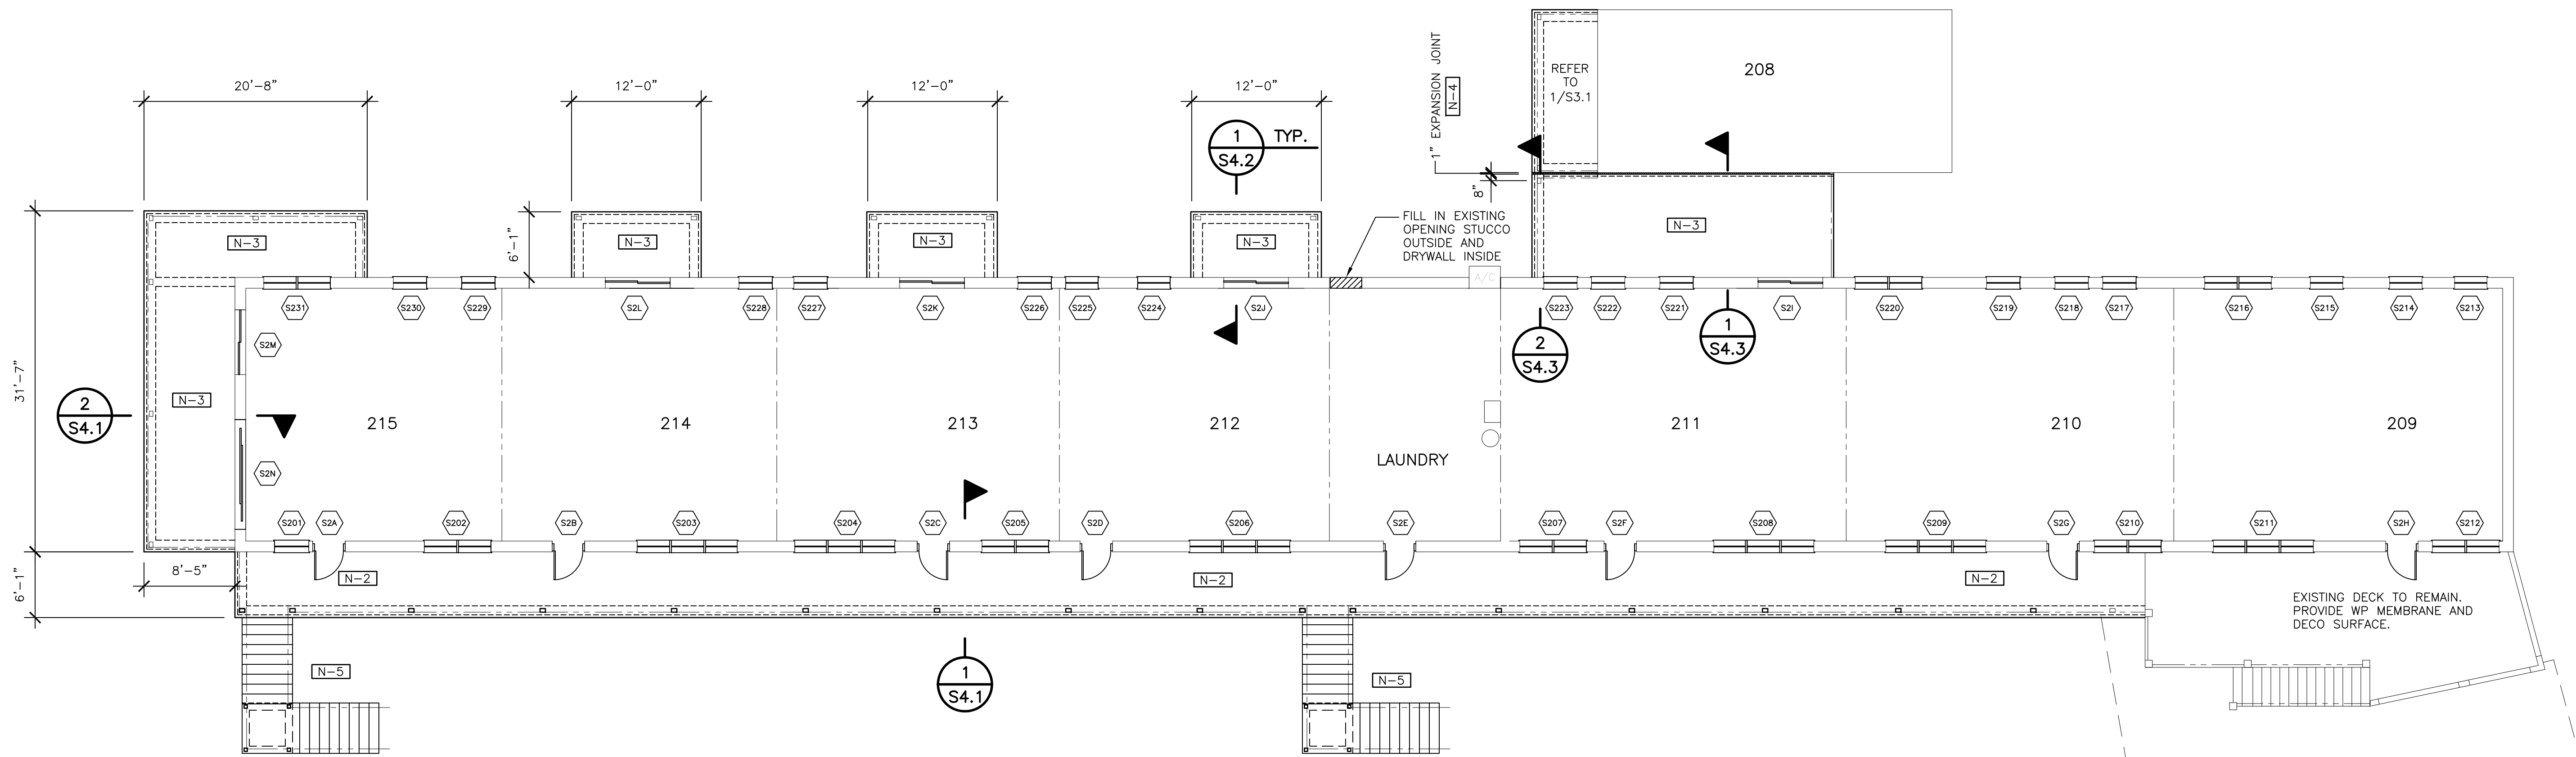 20'-8"
12'-0"
12'-0"
12'-0"
1
S4.2
TYP.
1" EXPANSION JOINT
N-4
REFER
TO
1/S3.1
208
8"
31'-7"
6'-1"
N-3
N-3
N-3
N-3
FILL IN EXISTING
OPENING STUCCO
OUTSIDE AND
DRYWALL INSIDE
A/C
N-3
S231
S230
S229
S2L
S228
S227
S2K
S226
S225
S224
S2J
S223
S222
S221
S2I
S220
S219
S218
S217
S216
S215
S214
S213
2
S4.3
1
S4.3
S2M
N-3
2
S4.1
215
214
213
212
LAUNDRY
211
210
209
S2N
S201
S2A
S202
S2B
S203
S204
S2C
S205
S2D
S206
S2E
S207
S2F
S208
S209
S2G
S210
S211
S2H
S212
6'-1"
8'-5"
N-2
N-2
N-2
EXISTING DECK TO REMAIN.
PROVIDE WP MEMBRANE AND
DECO SURFACE.
N-5
1
S4.1
N-5